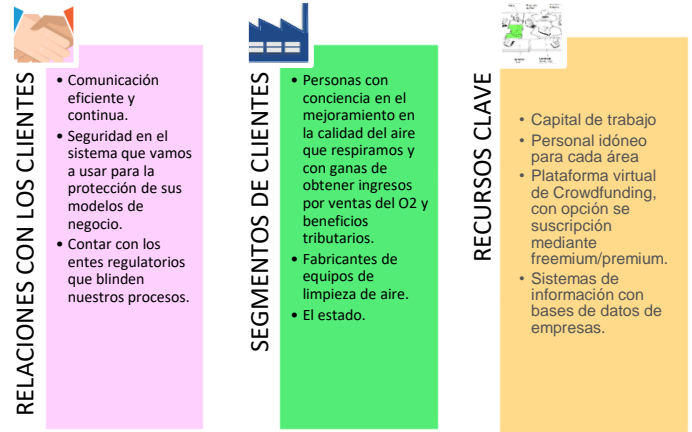 RELACIONES CON LOS CLIENTES
• Comunicación
eficiente y
continua.
• Seguridad en el
sistema que vamos
a usar para la
protección de sus
modelos de
negocio.
• Contar con los
entes regulatorios
que blinden
nuestros procesos.
SEGMENTOS DE CLIENTES
• Personas con
conciencia en el
mejoramiento en
la calidad del aire
que respiramos y
con ganas de
obtener ingresos
por ventas del O2 y
beneficios
tributarios.
• Fabricantes de
equipos de
limpieza de aire.
• El estado.
RECURSOS CLAVE
• Capital de trabajo
• Personal idóneo
para cada área
• Plataforma virtual
de Crowdfunding,
con opción se
suscripción
mediante
freemium/premium.
• Sistemas de
información con
bases de datos de
empresas.